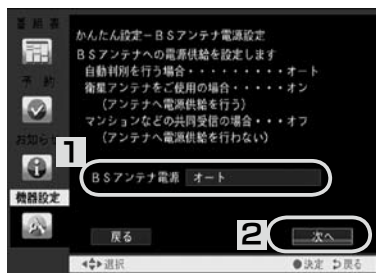 番組表
かんたん設定－ＢＳアンテナ電源設定
ＢＳアンテナへの電源供給を設定します
自動判別を行う場合・・・・・・・・・オート
予約
衛星アンテナをご使用の場合・・・・・オン
（アンテナへ電源供給を行う）
マンションなどの共同受信の場合・・・オフ
お知らせ
（アンテナへ電源供給を行わない）
1
ＢＳアンテナ電源 オート
機器設定
2
戻る 次へ
選択 決定 戻る